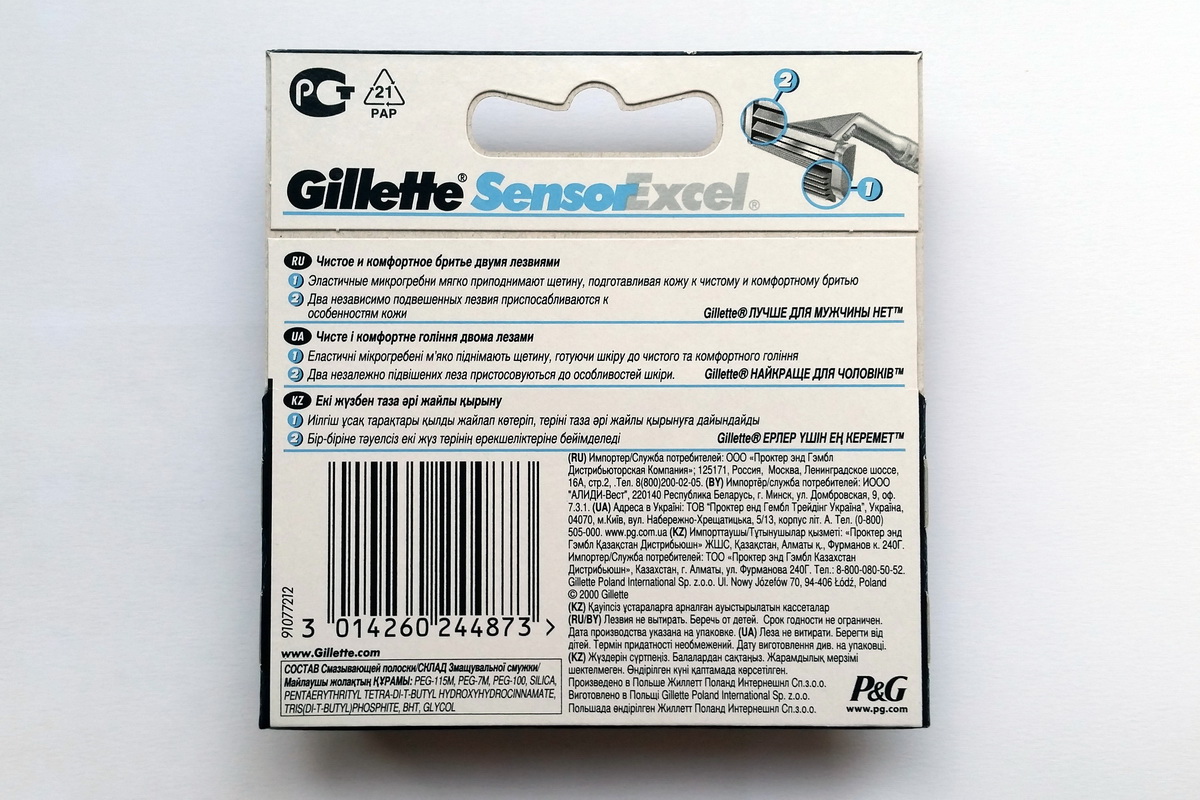 РСТ
21
PAP
2
1
Gillette® SensorExcel®
RU Чистое и комфортное бритье двумя лезвиями
1 Эластичные микрогребни мягко приподнимают щетину, подготавливая кожу к чистому и комфортному бритью
2 Два независимо подвешенных лезвия приспосабливаются к
особенностям кожи
Gillette® ЛУЧШЕ ДЛЯ МУЖЧИНЫ НЕТ™
UA Чисте і комфортне гоління двома лезами
1 Еластичні мікрогребені м'яко піднімають щетину, готуючи шкіру до чистого та комфортного гоління
2 Два незалежно підвішених леза пристосовуються до особливостей шкіри. Gillette® НАЙКРАЩЕ ДЛЯ ЧОЛОВІКІВ™
KZ Екі жүзбен таза әрі жайлы қырыну
1 Иілгіш ұсақ тарақтары қылды жайлап көтеріп, теріні таза әрі жайлы қырынуға дайындайды
2 Бір-біріне тәуелсіз екі жүз терінің ерекшеліктеріне бейімделеді Gillette® ЕРЛЕР ҮШІН ЕҢ КЕРЕМЕТ™
91077212
3 014260 244873 >
www.Gillette.com
СОСТАВ Смазывающей полоски/СКЛАД Змащувальної смужки/
Майлаушы жолақтың ҚҰРАМЫ: PEG-115M, PEG-7M, PEG-100, SILICA,
PENTAERYTHRITYL TETRA-DI-T-BUTYL HYDROXYHYDROCINNAMATE,
TRIS(DI-T-BUTYL)PHOSPHITE, BHT, GLYCOL
(RU) Импортер/Служба потребителей: ООО «Проктер энд Гэмбл
Дистрибьюторская Компания»; 125171, Россия, Москва, Ленинградское шоссе,
16А, стр.2, .Тел. 8(800)200-02-05. (BY) Импортёр/служба потребителей: ИООО
"АЛИДИ-Вест", 220140 Республика Беларусь, г. Минск, ул. Домбровская, 9, оф.
7.3.1. (UA) Адреса в Україні: ТОВ "Проктер енд Гембл Трейдінг Україна", Україна,
04070, м.Київ, вул. Набережно-Хрещатицька, 5/13, корпус літ. А. Тел. (0-800)
505-000. www.pg.com.ua (KZ) Импорттаушы/Тұтынушылар қызметі: «Проктер энд
Гэмбл Қазақстан Дистрибьюшн» ЖШС, Қазақстан, Алматы қ., Фурманов к. 240Г.
Импортер/Служба потребителей: ТОО «Проктер энд Гэмбл Казахстан
Дистрибьюшн», Казахстан, г. Алматы, ул. Фурманова 240Г. Тел.: 8-800-080-50-52.
Gillette Poland International Sp. z.o.o. Ul. Nowy Józefów 70, 94-406 Łódź, Poland
© 2000 Gillette
(KZ) Қауіпсіз ұстараларға арналған ауыстырылатын кассеталар
(RU/BY) Лезвия не вытирать. Беречь от детей. Срок годности не ограничен.
Дата производства указана на упаковке. (UA) Леза не витирати. Берегти від
дітей. Термін придатності необмежений. Дату виготовлення див. на упаковці.
(KZ) Жүздерін сүртпеңіз. Балалардан сақтаңыз. Жарамдылық мерзімі
шектелмеген. Өндірілген күні қаптамада көрсетілген.
Произведено в Польше Жиллетт Поланд Интернешнл Сп.з.о.о.
Виготовлено в Польщі Gillette Poland International Sp. z.o.o.
Польшада өндірілген Жиллетт Поланд Интернешнл Сп.з.о.о.
P&G
www.pg.com